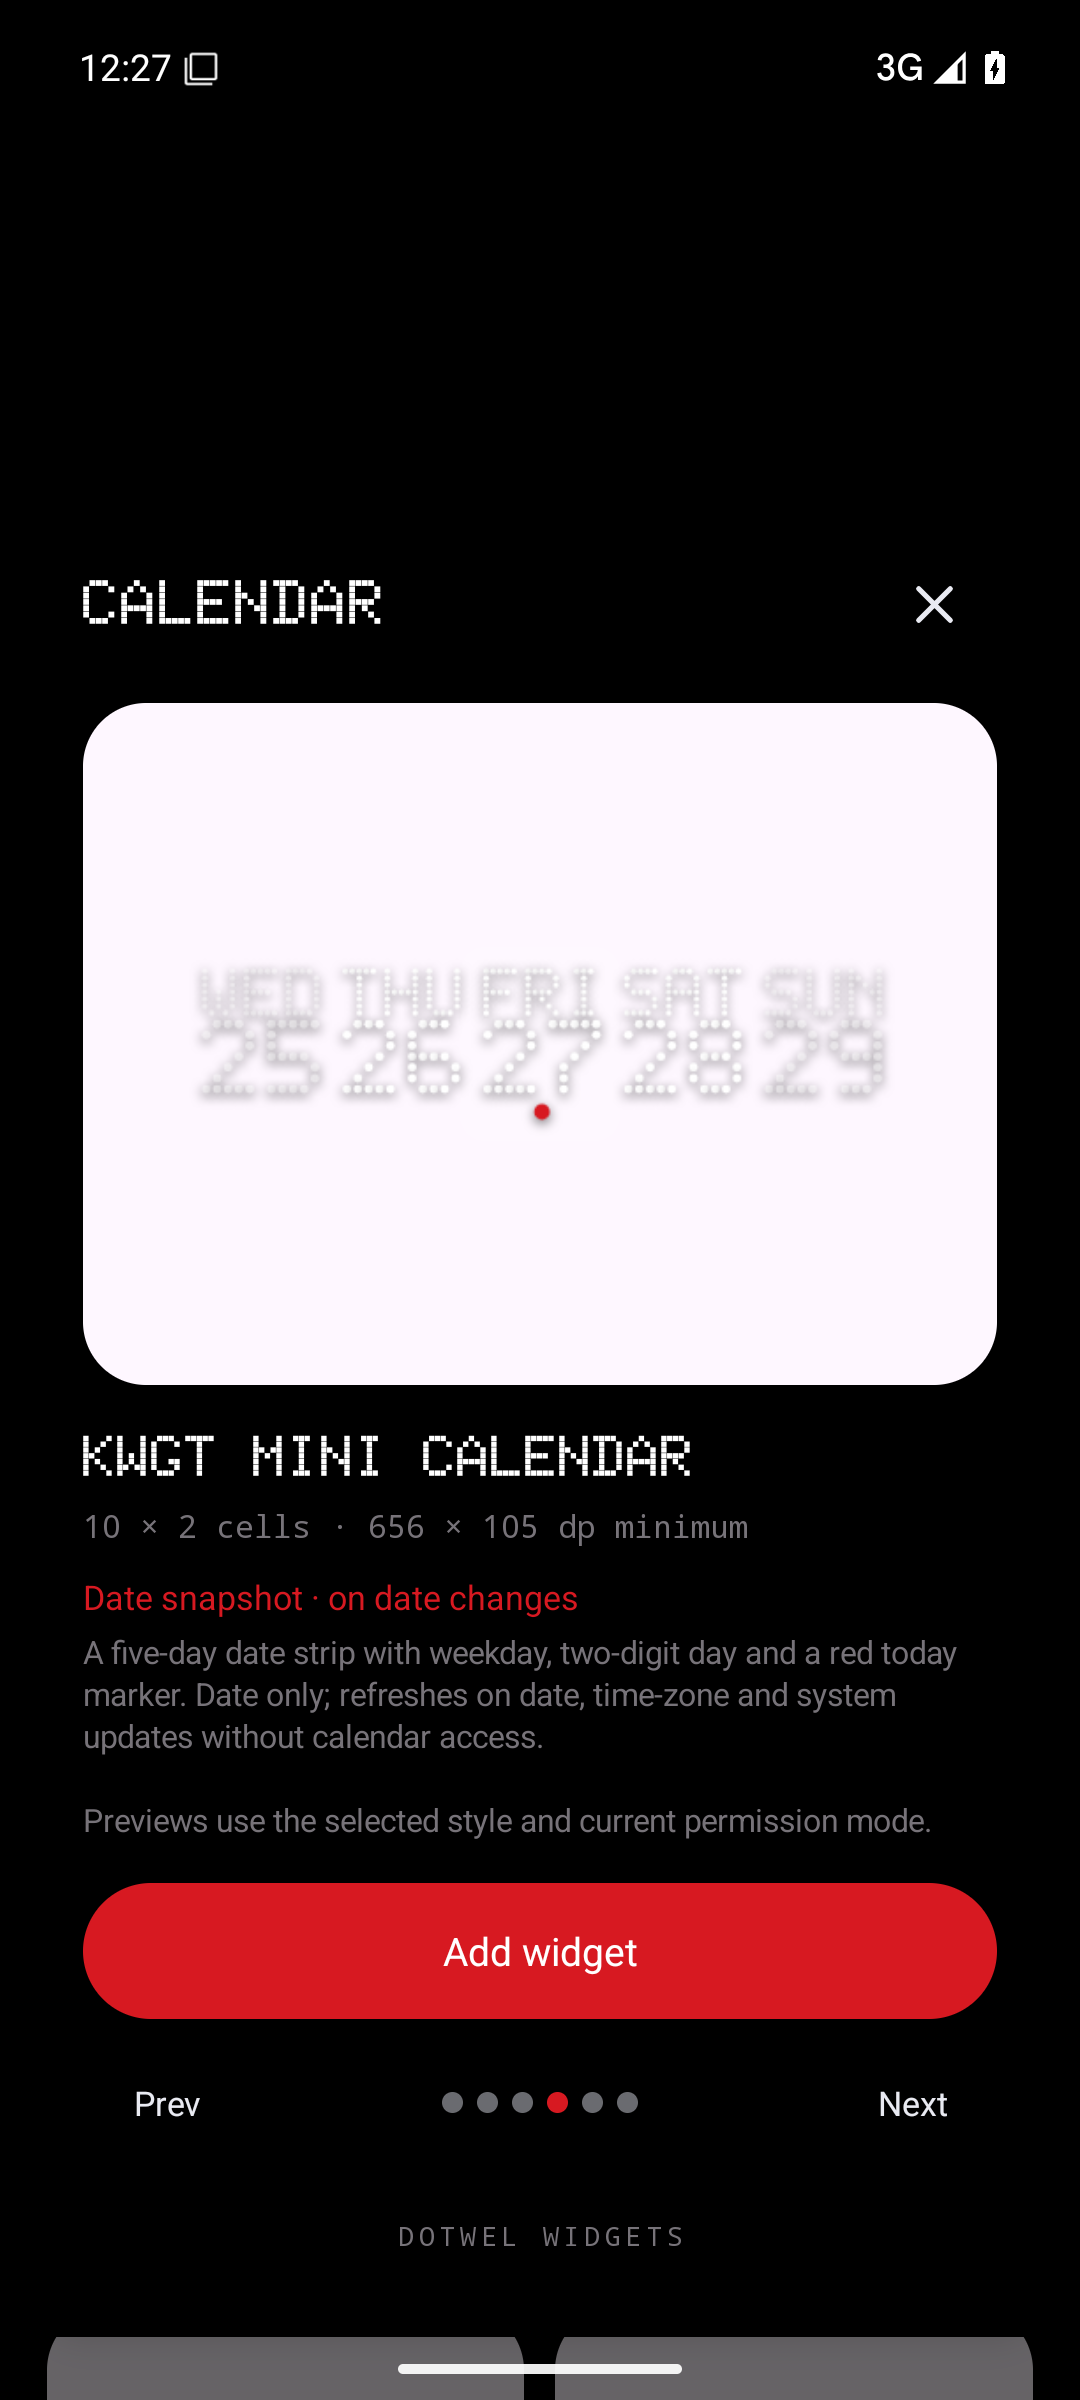 12:27
3G
CALENDAR
WED THU FRI SAT SUN
25 26 27 28 29
KWGT MINI CALENDAR
10 × 2 cells · 656 × 105 dp minimum
Date snapshot · on date changes
A five-day date strip with weekday, two-digit day and a red today
marker. Date only; refreshes on date, time-zone and system
updates without calendar access.
Previews use the selected style and current permission mode.
Add widget
Prev
Next
DOTWEL WIDGETS